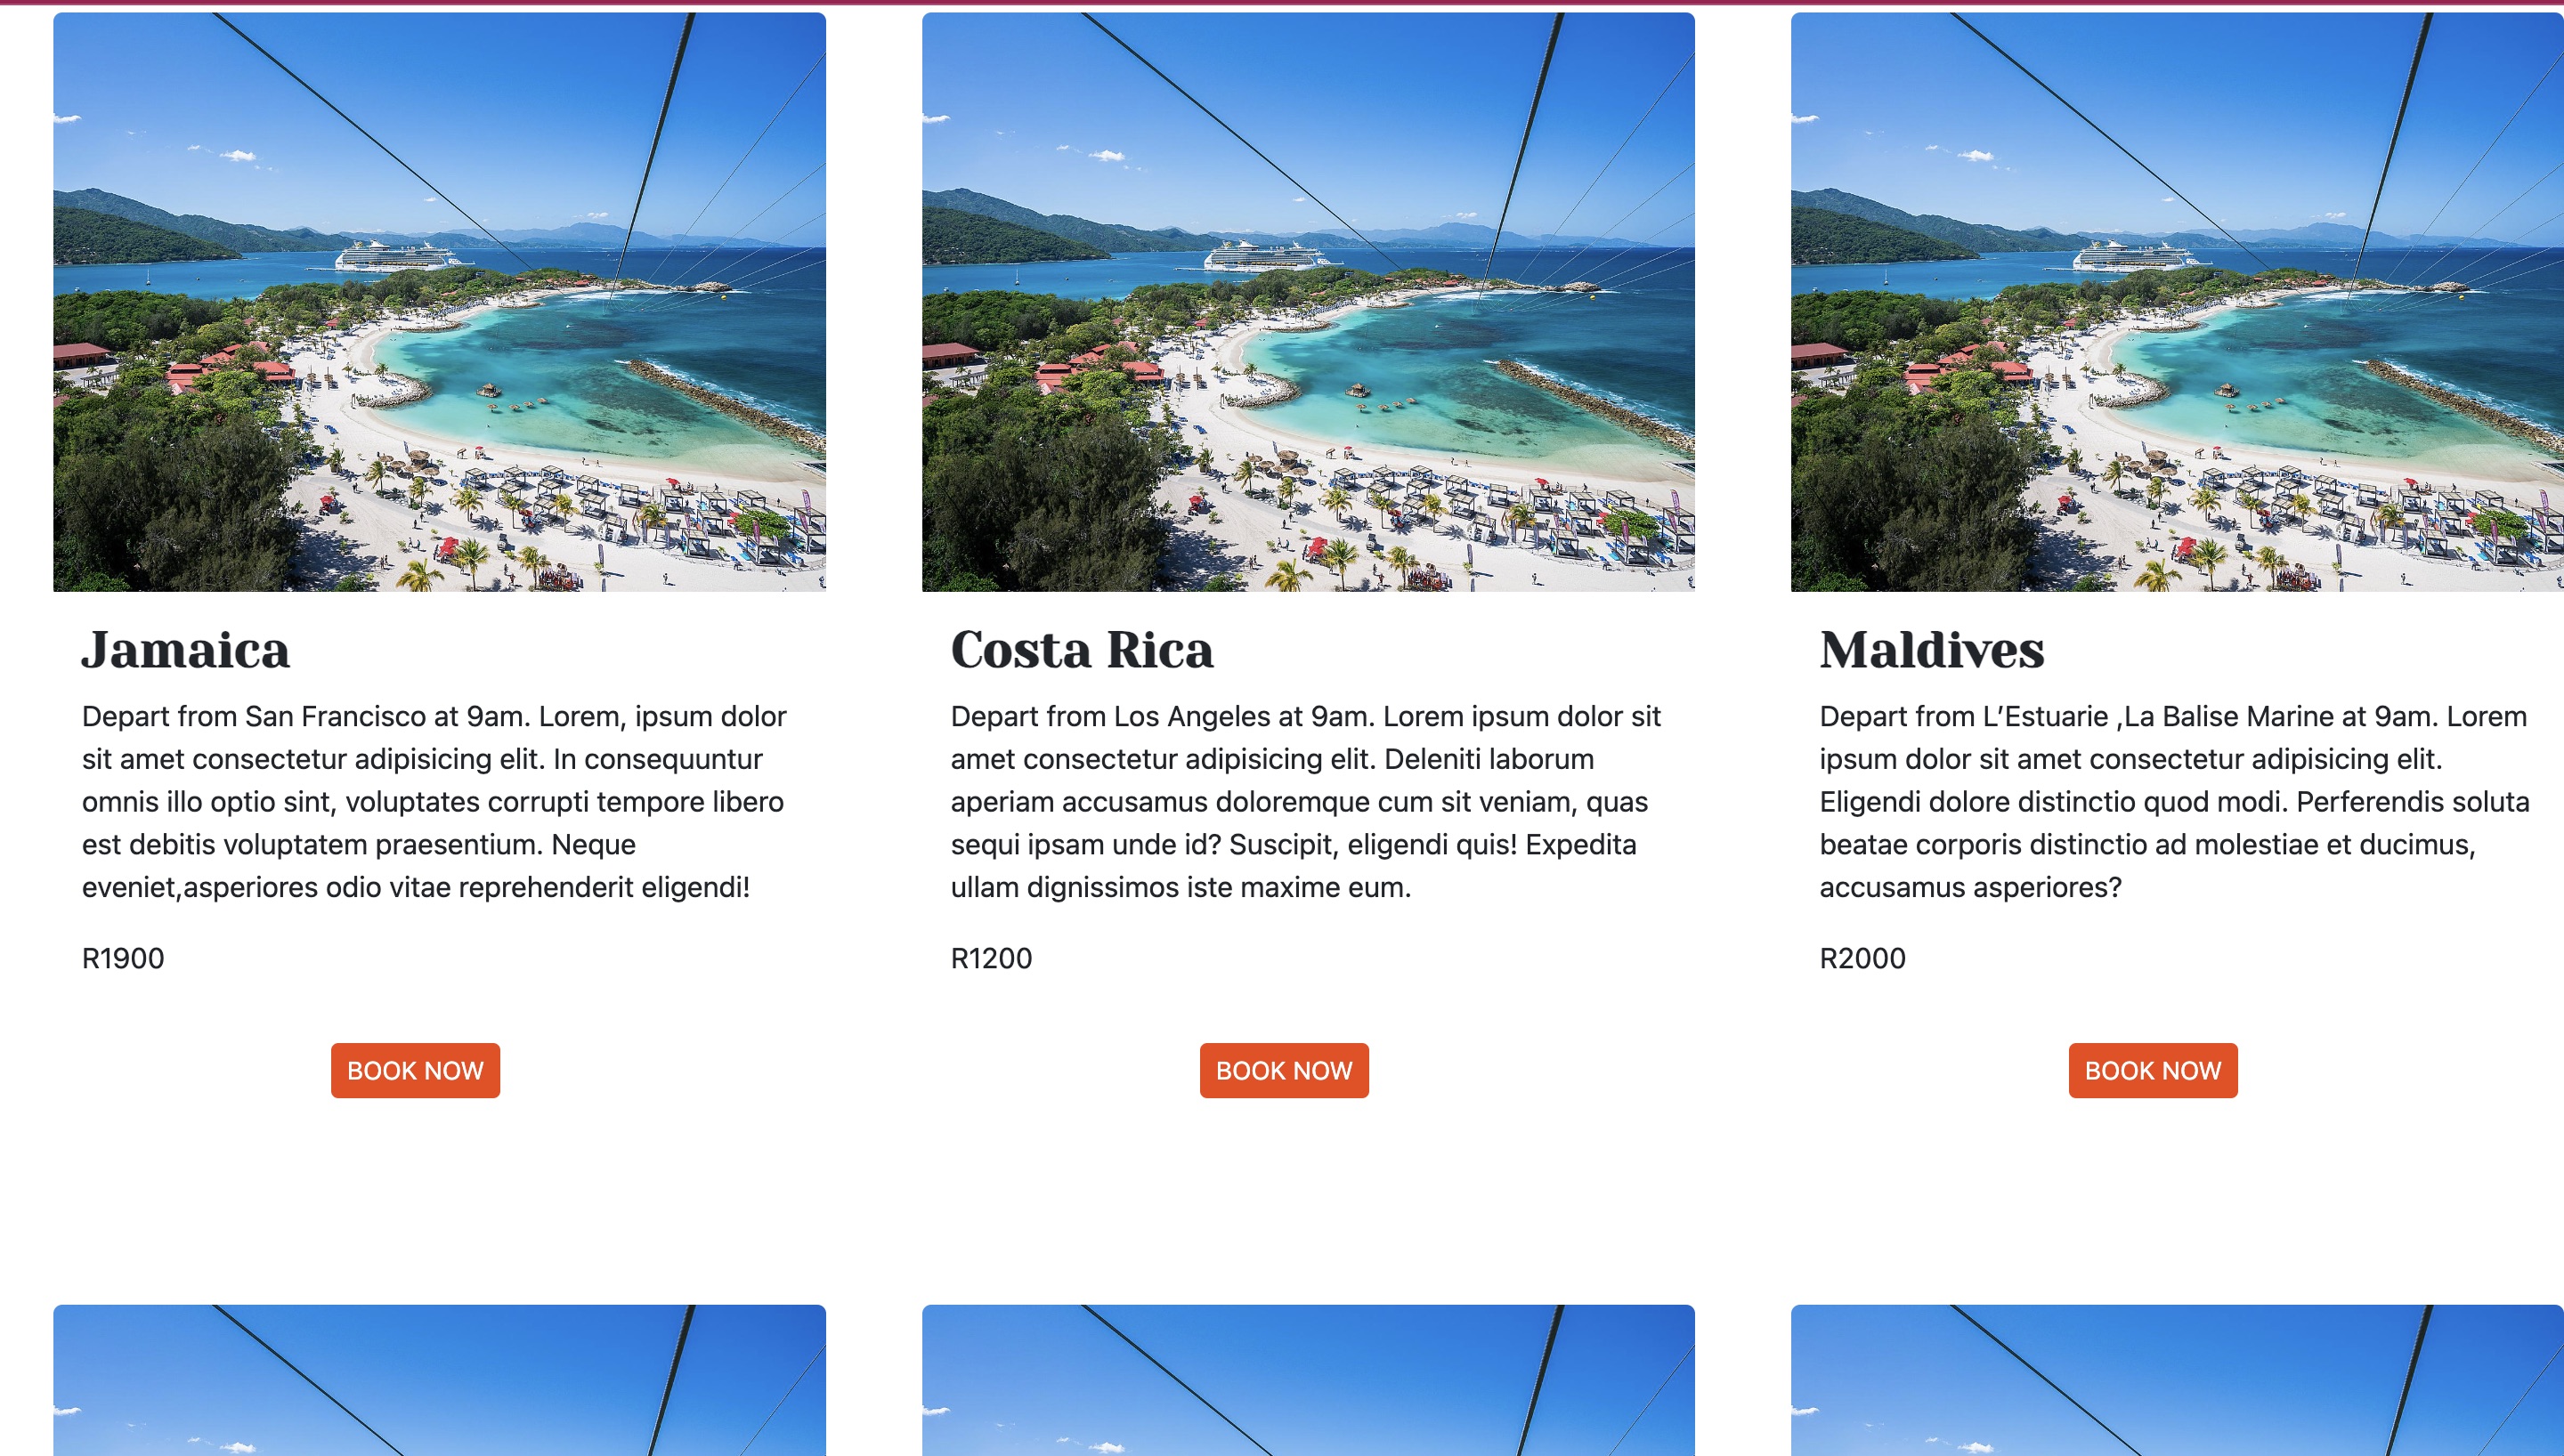 Jamaica
Depart from San Francisco at 9am. Lorem, ipsum dolor
sit amet consectetur adipisicing elit. In consequuntur
omnis illo optio sint, voluptates corrupti tempore libero
est debitis voluptatem praesentium. Neque
eveniet,asperiores odio vitae reprehenderit eligendi!
R1900
BOOK NOW
Costa Rica
Depart from Los Angeles at 9am. Lorem ipsum dolor sit
amet consectetur adipisicing elit. Deleniti laborum
aperiam accusamus doloremque cum sit veniam, quas
sequi ipsam unde id? Suscipit, eligendi quis! Expedita
ullam dignissimos iste maxime eum.
R1200
BOOK NOW
Maldives
Depart from L’Estuarie ,La Balise Marine at 9am. Lorem
ipsum dolor sit amet consectetur adipisicing elit.
Eligendi dolore distinctio quod modi. Perferendis soluta
beatae corporis distinctio ad molestiae et ducimus,
accusamus asperiores?
R2000
BOOK NOW